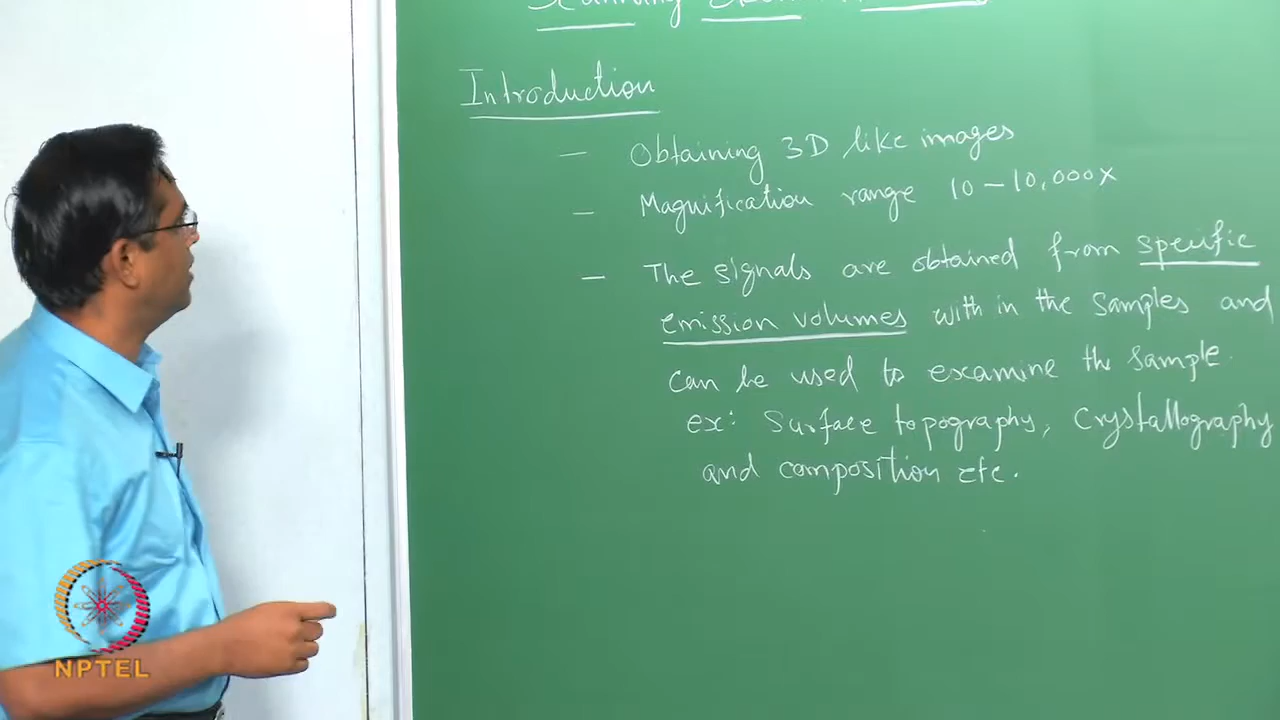 Scanning
Introduction
– Obtaining 3D like images
– Magnification range 10 – 10,000x
– The signals are obtained from specific
emission volumes with in the samples and
can be used to examine the sample.
ex: Surface topography, Crystallography
and composition etc.
NPTEL